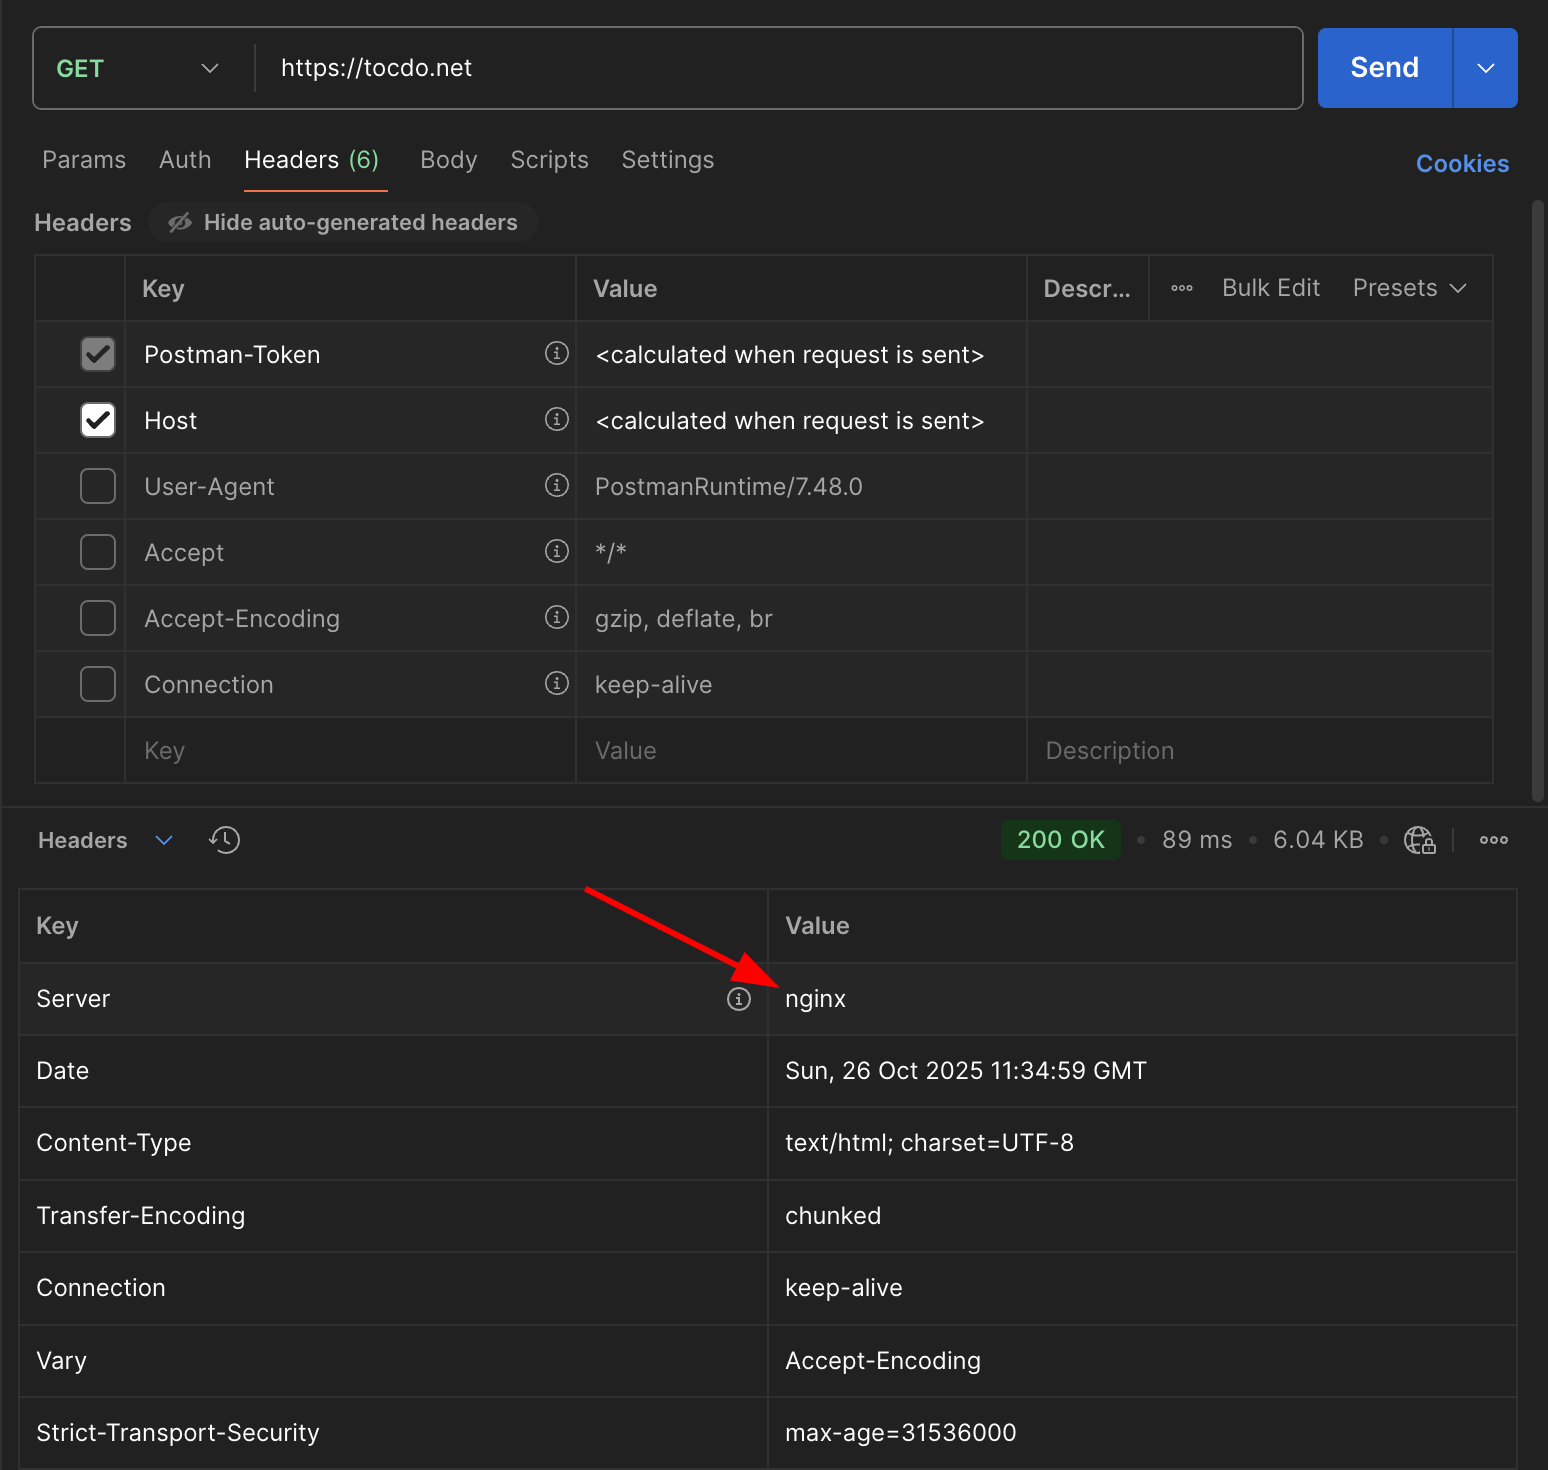 GET https://tocdo.net Send
Params Auth Headers (6) Body Scripts Settings Cookies
Headers Hide auto-generated headers
Key Value Descr... Bulk Edit Presets
Postman-Token <calculated when request is sent>
Host <calculated when request is sent>
User-Agent PostmanRuntime/7.48.0
Accept */*
Accept-Encoding gzip, deflate, br
Connection keep-alive
Key Value Description
Headers 200 OK • 89 ms • 6.04 KB •
Key Value
Server nginx
Date Sun, 26 Oct 2025 11:34:59 GMT
Content-Type text/html; charset=UTF-8
Transfer-Encoding chunked
Connection keep-alive
Vary Accept-Encoding
Strict-Transport-Security max-age=31536000